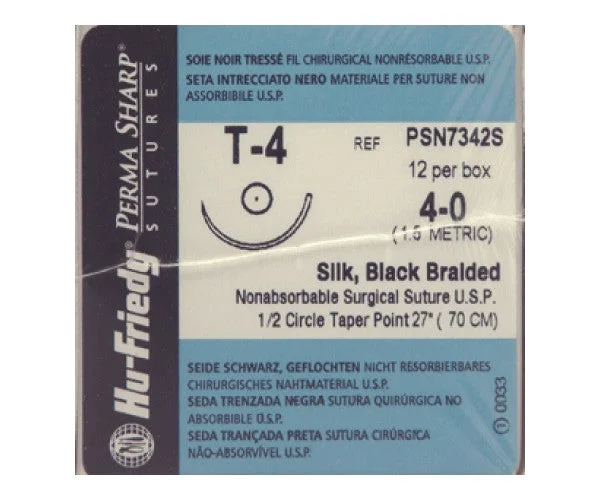 SOIE NOIR TRESSÉ FIL CHIRURGICAL NONRÉSORBABLE U.S.P.
SETA INTRECCIATO NERO MATERIALE PER SUTURE NON
ASSORBIBILE U.S.P.
T-4
REF PSN7342S
12 per box
4-0
(1.5 METRIC)
Silk, Black Braided
Nonabsorbable Surgical Suture U.S.P.
1/2 Circle Taper Point 27" ( 70 CM)
SEIDE SCHWARZ, GEFLOCHTEN NICHT RESORBIERBARES
CHIRURGISCHES NAHTMATERIAL U.S.P.
SEDA TRENZADA NEGRA SUTURA QUIRÚRGICA NO
ABSORBIBLE Ü.S.P.
SEDA TRANÇADA PRETA SUTURA CIRÚRGICA
NÃO-ABSORVÍVEL U.S.P.
Hu-Friedy® PERMA SHARP®
SUTURES